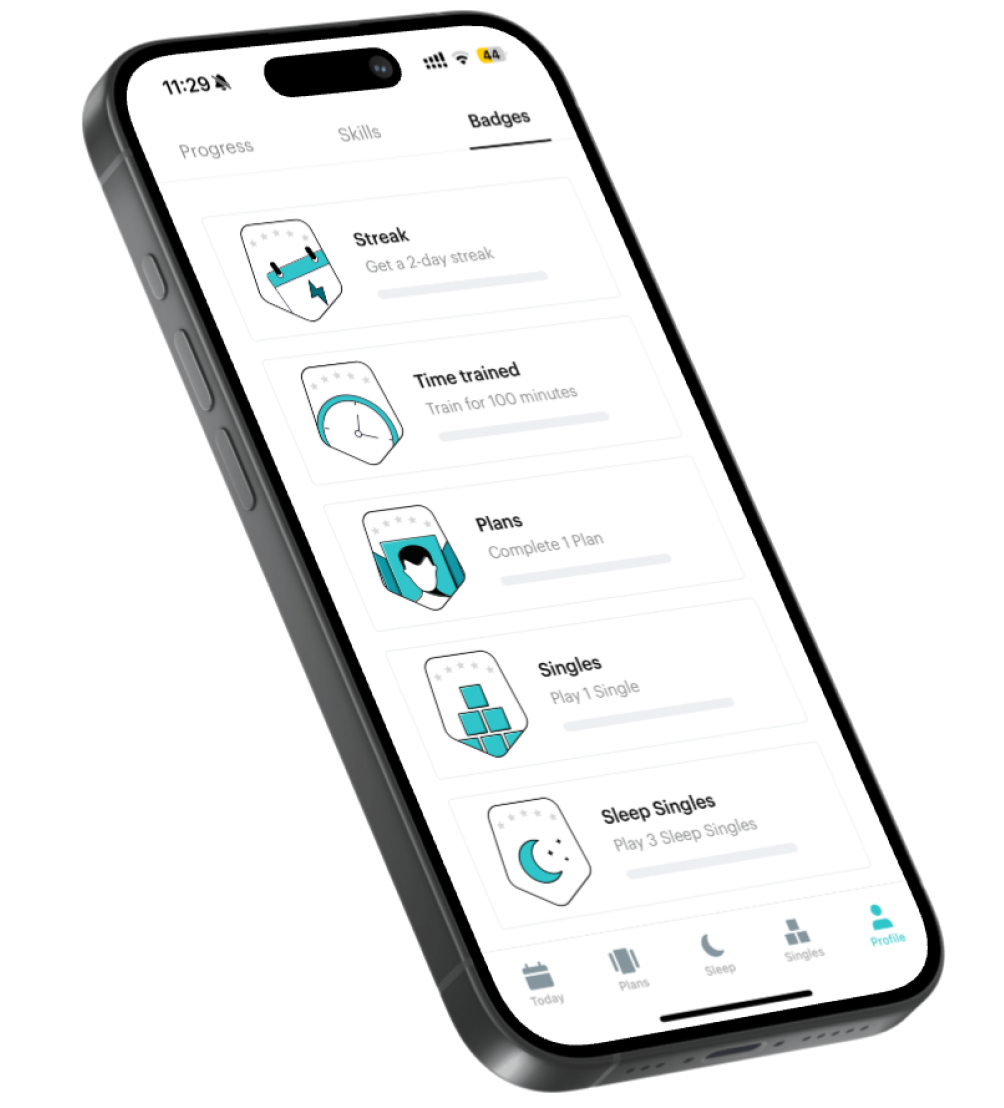 11:29
44
Progress
Skills
Badges
Streak
Get a 2-day streak
Time trained
Train for 100 minutes
Plans
Complete 1 Plan
Singles
Play 1 Single
Sleep Singles
Play 3 Sleep Singles
Today
Plans
Sleep
Singles
Profile